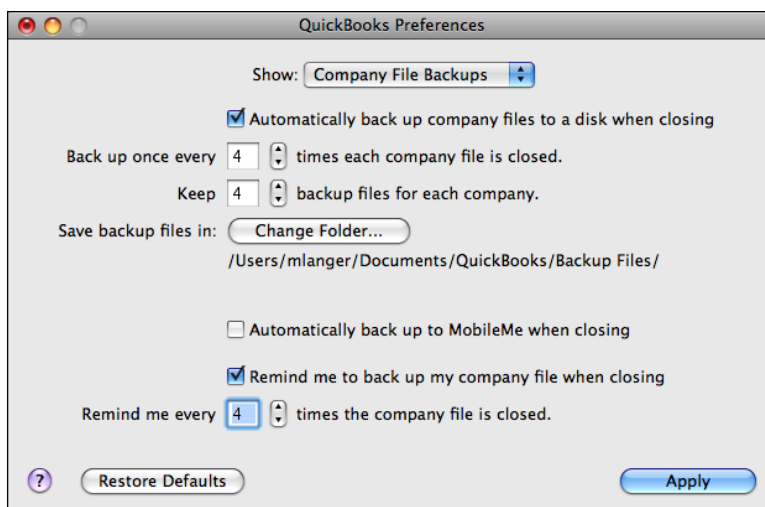 QuickBooks Preferences
Show: Company File Backups
Automatically back up company files to a disk when closing
Back up once every 4 times each company file is closed.
Keep 4 backup files for each company.
Save backup files in: Change Folder...
/Users/mlanger/Documents/QuickBooks/Backup Files/
Automatically back up to MobileMe when closing
Remind me to back up my company file when closing
Remind me every 4 times the company file is closed.
? Restore Defaults Apply